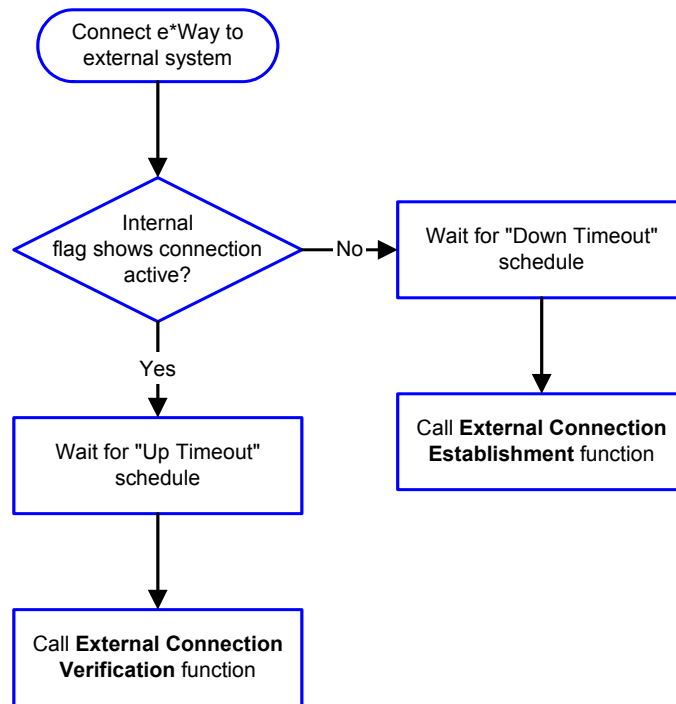 Connect e*Way to
external system
Internal
flag shows connection
active?
No
Wait for "Down Timeout"
schedule
Yes
Call External Connection
Establishment function
Wait for "Up Timeout"
schedule
Call External Connection
Verification function